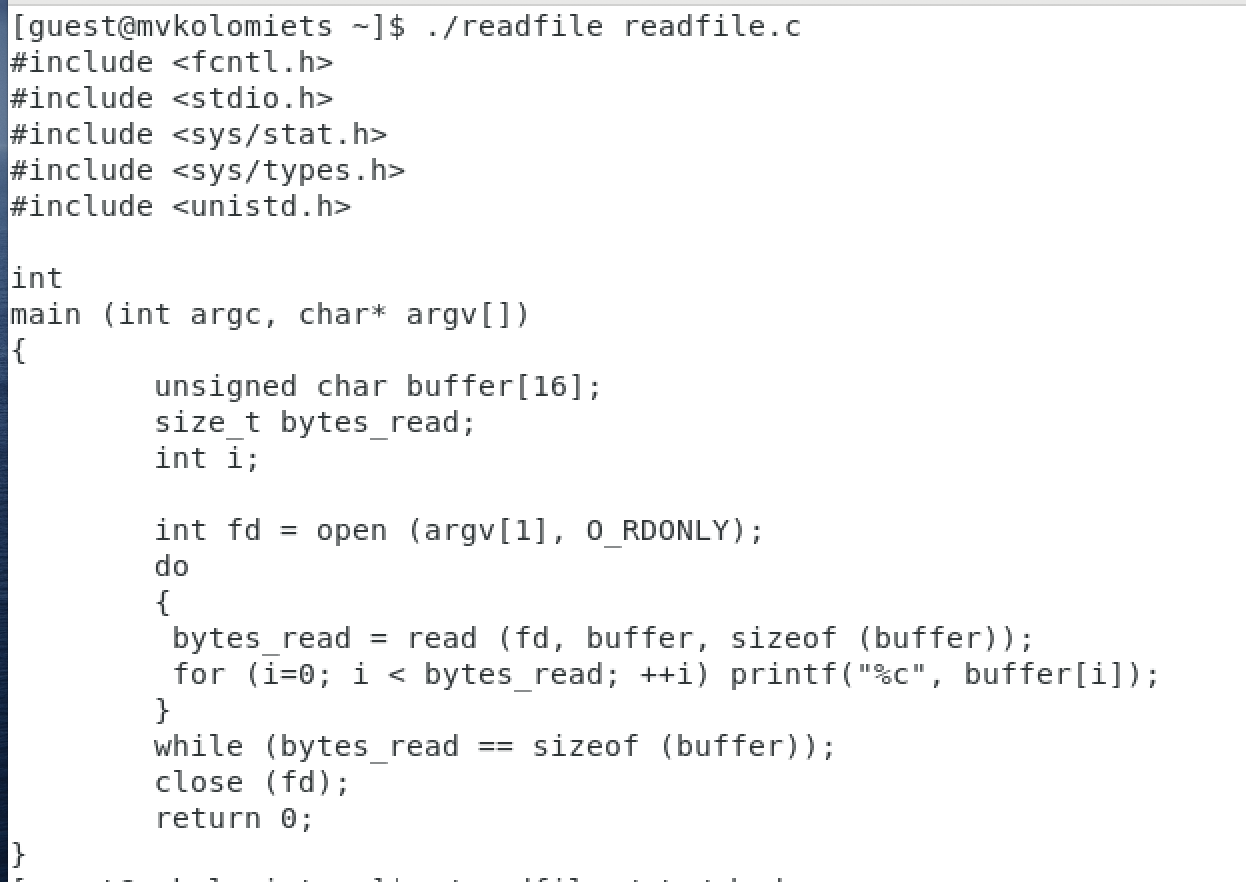 [guest@mvkolomiets ~]$ ./readfile readfile.c
#include <fcntl.h>
#include <stdio.h>
#include <sys/stat.h>
#include <sys/types.h>
#include <unistd.h>

int
main (int argc, char* argv[])
{
        unsigned char buffer[16];
        size_t bytes_read;
        int i;

        int fd = open (argv[1], O_RDONLY);
        do
        {
         bytes_read = read (fd, buffer, sizeof (buffer));
         for (i=0; i < bytes_read; ++i) printf("%c", buffer[i]);
        }
        while (bytes_read == sizeof (buffer));
        close (fd);
        return 0;
}